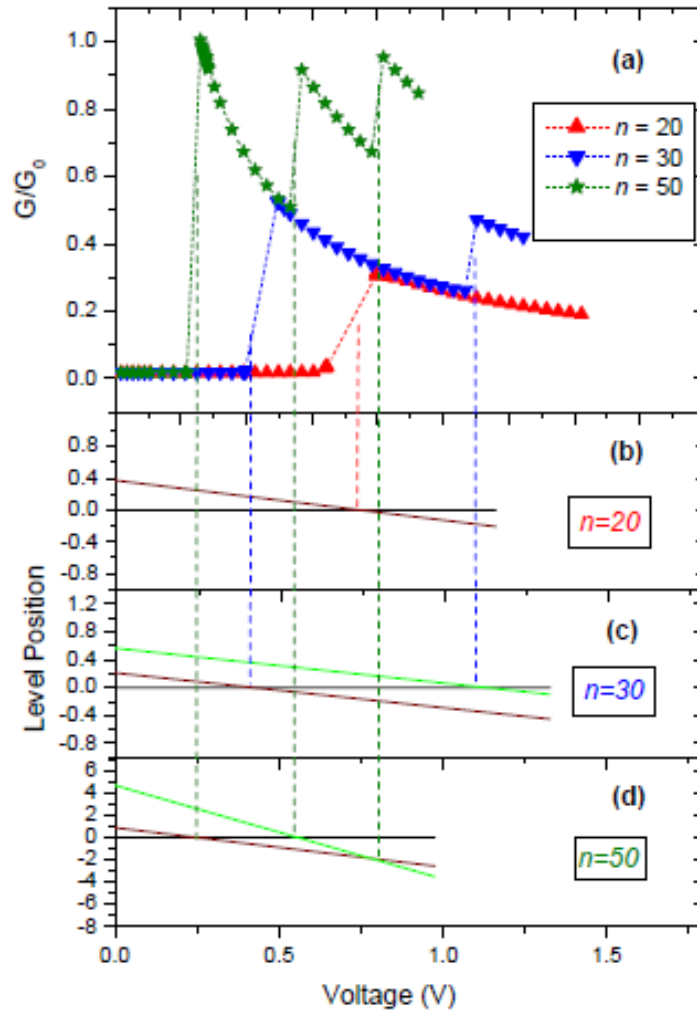 (a)
n = 20
n = 30
n = 50
G/G0
1.0
0.8
0.6
0.4
0.2
0.0
(b)
n=20
0.8
0.4
0.0
-0.4
-0.8
(c)
n=30
1.2
0.8
0.4
0.0
-0.4
-0.8
Level Position
(d)
n=50
6
4
2
0
-2
-4
-6
-8
0.0 0.5 1.0 1.5
Voltage (V)